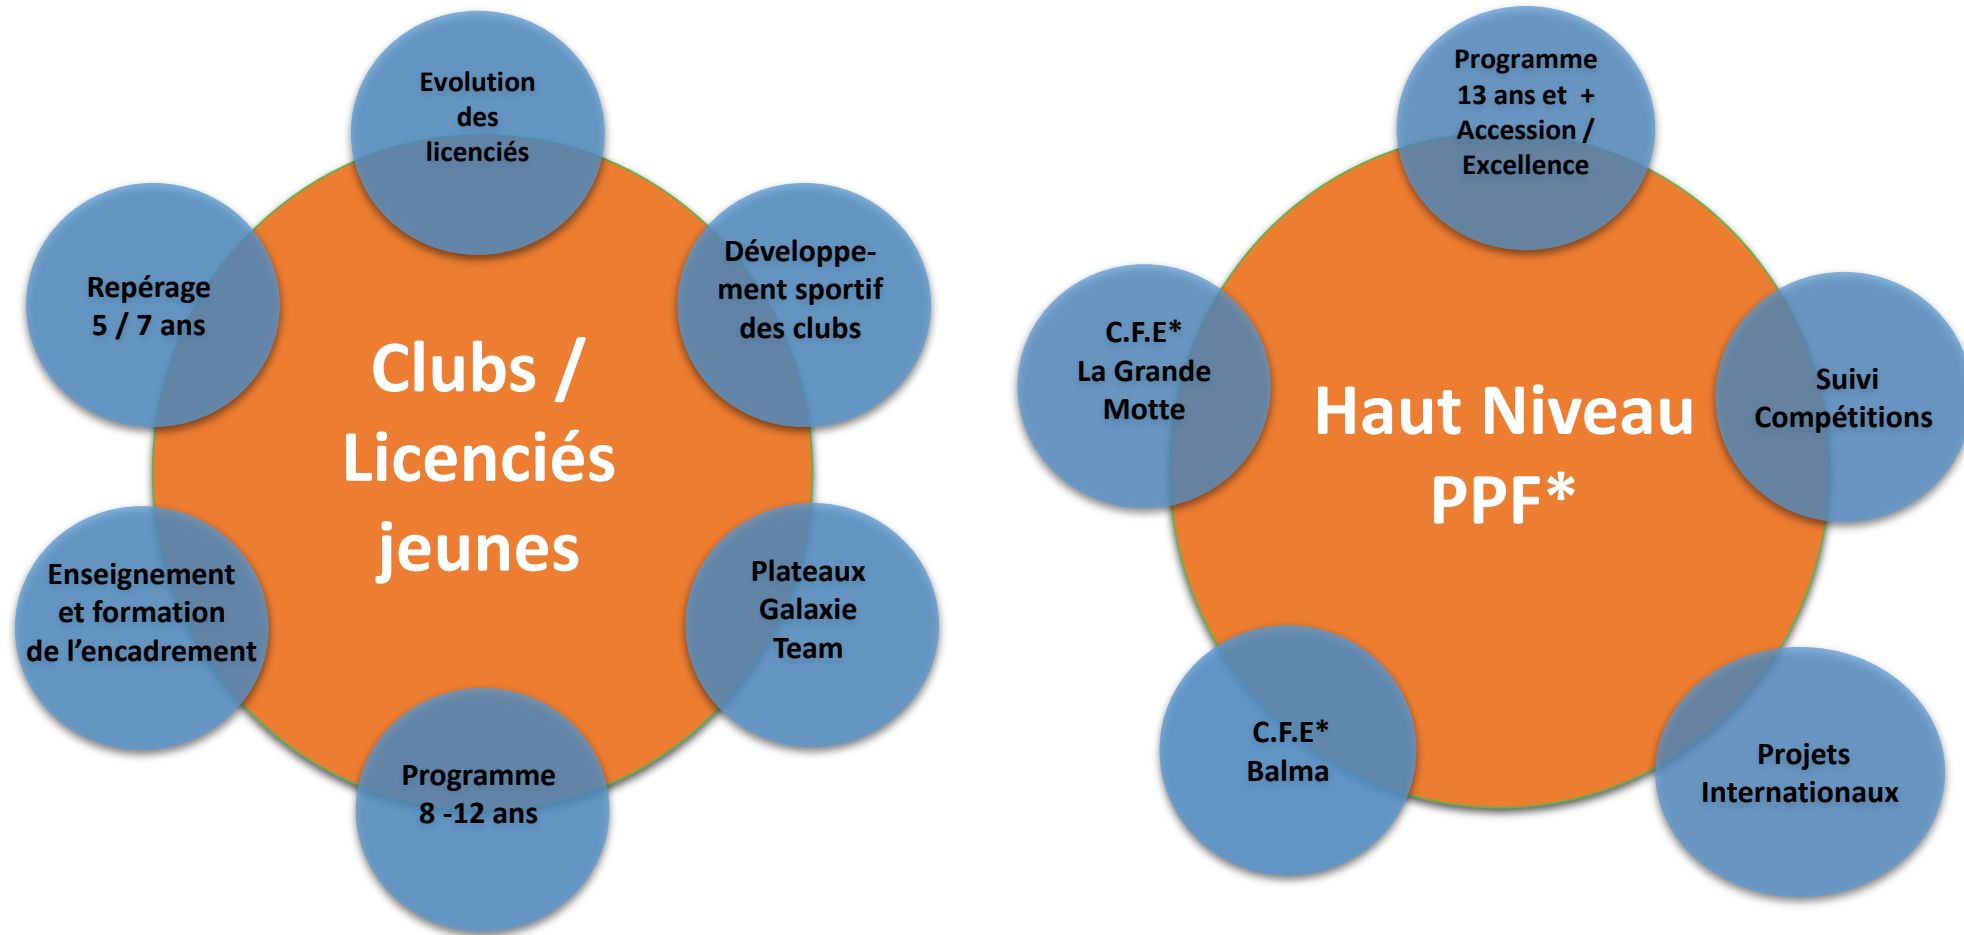 Evolution
des
licenciés
Développe-
ment sportif
des clubs
Plateaux
Galaxie
Team
Programme
8 -12 ans
Enseignement
et formation
de l’encadrement
Repérage
5 / 7 ans
Clubs /
Licenciés
jeunes
Programme
13 ans et +
Accession /
Excellence
Suivi
Compétitions
Projets
Internationaux
C.F.E*
Balma
C.F.E*
La Grande
Motte
Haut Niveau
PPF*